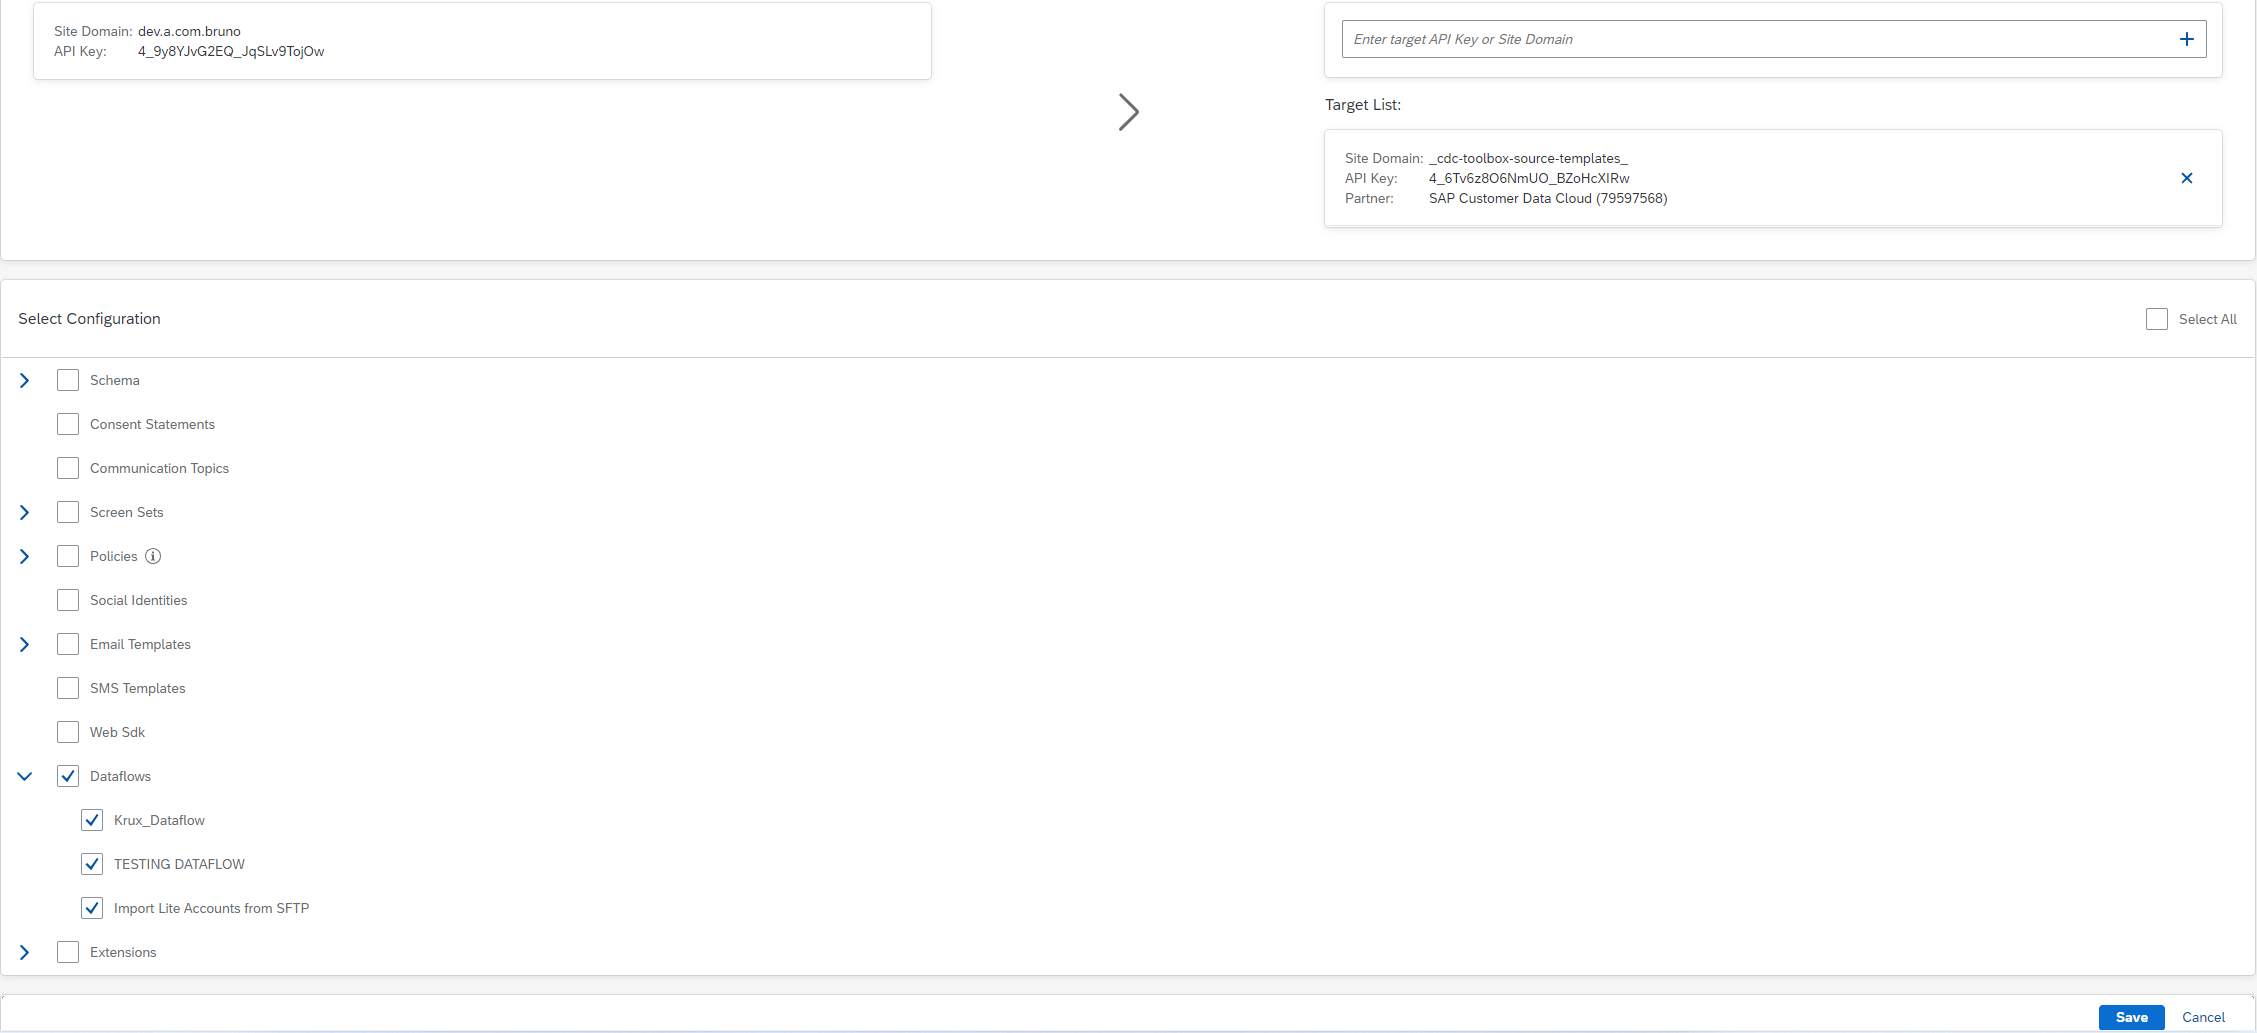 Site Domain: dev.a.com.bruno
API Key: 4_9y8YJvG2EQ_JqSLv9TojOw
Enter target API Key or Site Domain
Target List:
Site Domain: _cdc-toolbox-source-templates_
API Key: 4_6Tv6z8O6NmUO_BZoHcXIRw
Partner: SAP Customer Data Cloud (79597568)
Select Configuration
Select All
Schema
Consent Statements
Communication Topics
Screen Sets
Policies
Social Identities
Email Templates
SMS Templates
Web Sdk
Dataflows
Krux_Dataflow
TESTING DATAFLOW
Import Lite Accounts from SFTP
Extensions
Save
Cancel